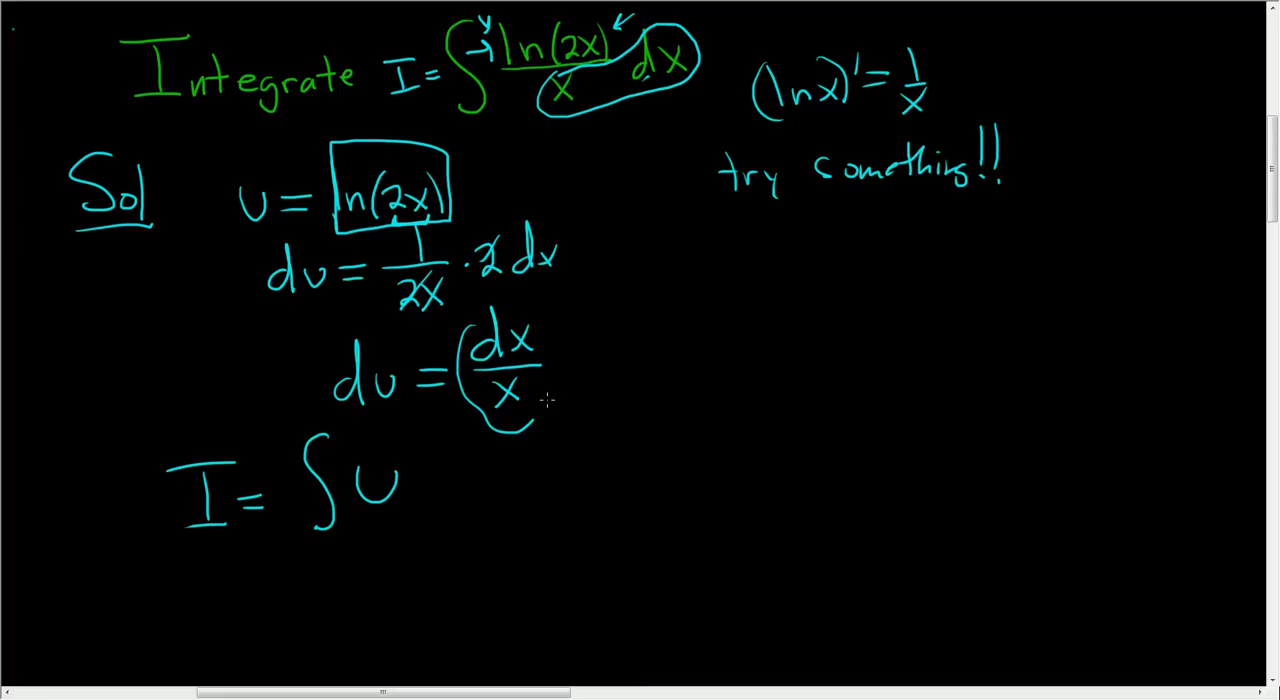 Integrate I = ∫ ln(2x)/x dx
(ln x)' = 1/x
try something!!
Sol
u = ln(2x)
du = 1/2x · 2 dx
du = dx/x
I = ∫ u